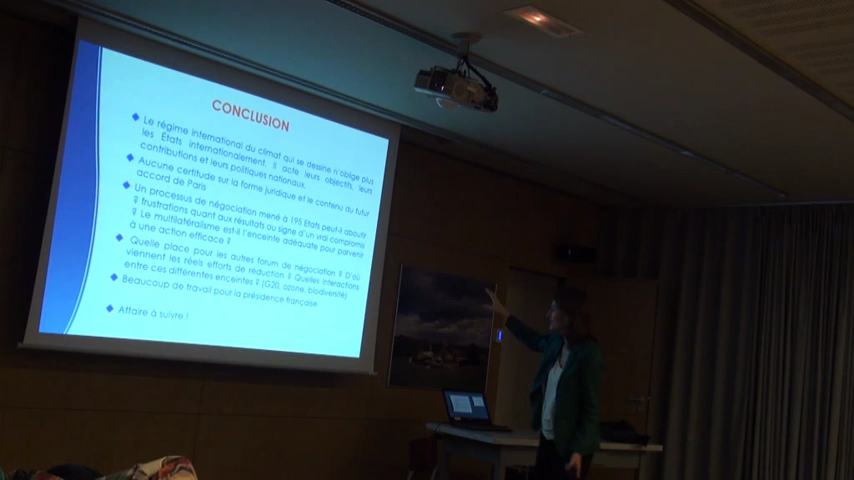 CONCLUSION
Le régime international du climat qui se dessine n'oblige plus
les Etats internationalement. Il acte leurs objectifs, leurs
contributions et leurs politiques nationales.
Aucune certitude sur la forme juridique et le contenu du futur
accord de Paris
Un processus de négociation mené à 195 Etats peut-il aboutir
? frustrations quant aux résultats ou signe d'un vrai compromis
? Le multilatéralisme est-il l'enceinte adéquate pour parvenir
à une action efficace ?
Quelle place pour les autres forum de négociation ? D'où
viennent les réels efforts de réduction ? Quelles interactions
entre ces différentes enceintes ? (G20, ozone, biodiversité)
Beaucoup de travail pour la présidence française
Affaire à suivre !